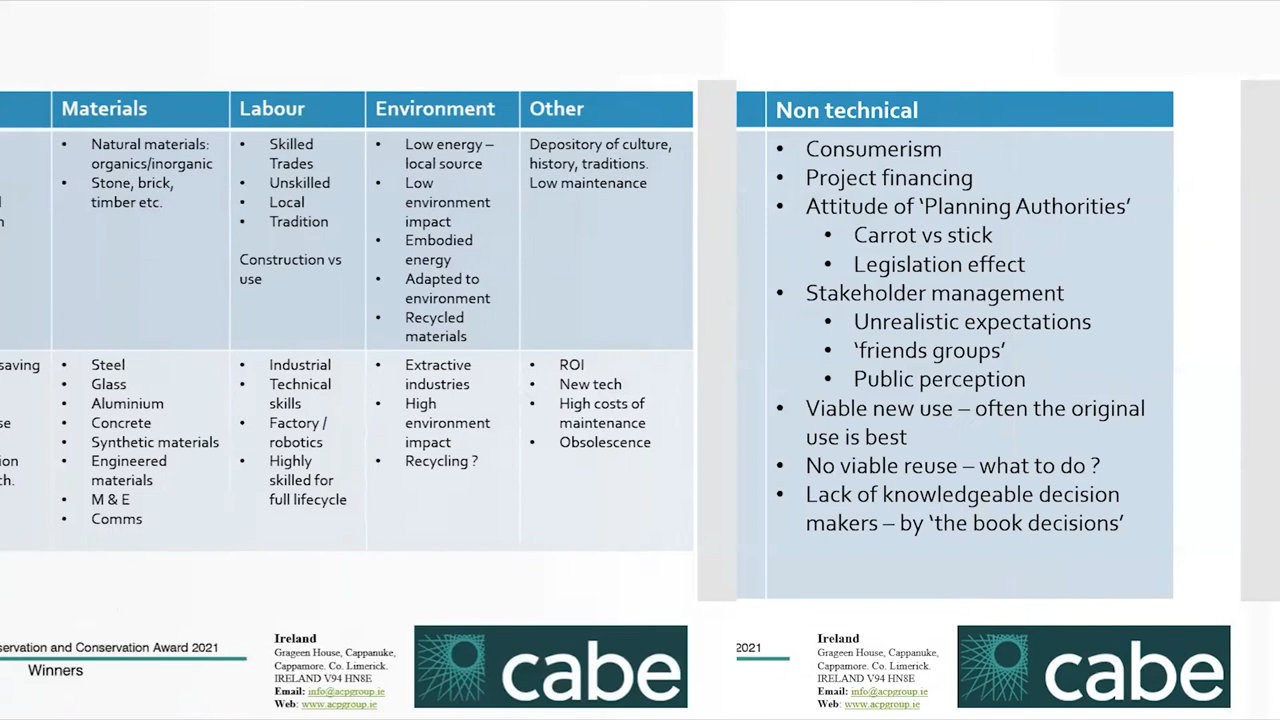 Materials
Labour
Environment
Other
• Natural materials:
organics/inorganic
• Stone, brick,
timber etc.
• Skilled
Trades
• Unskilled
• Local
• Tradition
Construction vs
use
• Low energy –
local source
• Low
environment
impact
• Embodied
energy
• Adapted to
environment
• Recycled
materials
Depository of culture,
history, traditions.
Low maintenance
saving
• Steel
• Glass
• Aluminium
• Concrete
• Synthetic materials
• Engineered
materials
• M & E
• Comms
• Industrial
• Technical
skills
• Factory /
robotics
• Highly
skilled for
full lifecycle
• Extractive
industries
• High
environment
impact
• Recycling ?
• ROI
• New tech
• High costs of
maintenance
• Obsolescence
servation and Conservation Award 2021
Winners
Ireland
Grageen House, Cappanuke,
Cappamore. Co. Limerick.
IRELAND V94 HN8E
Email: info@acpgroup.ie
Web: www.acpgroup.ie
cabe
Non technical
• Consumerism
• Project financing
• Attitude of ‘Planning Authorities’
• Carrot vs stick
• Legislation effect
• Stakeholder management
• Unrealistic expectations
• ‘friends groups’
• Public perception
• Viable new use – often the original
use is best
• No viable reuse – what to do ?
• Lack of knowledgeable decision
makers – by ‘the book decisions’
2021
Ireland
Grageen House, Cappanuke,
Cappamore. Co. Limerick.
IRELAND V94 HN8E
Email: info@acpgroup.ie
Web: www.acpgroup.ie
cabe